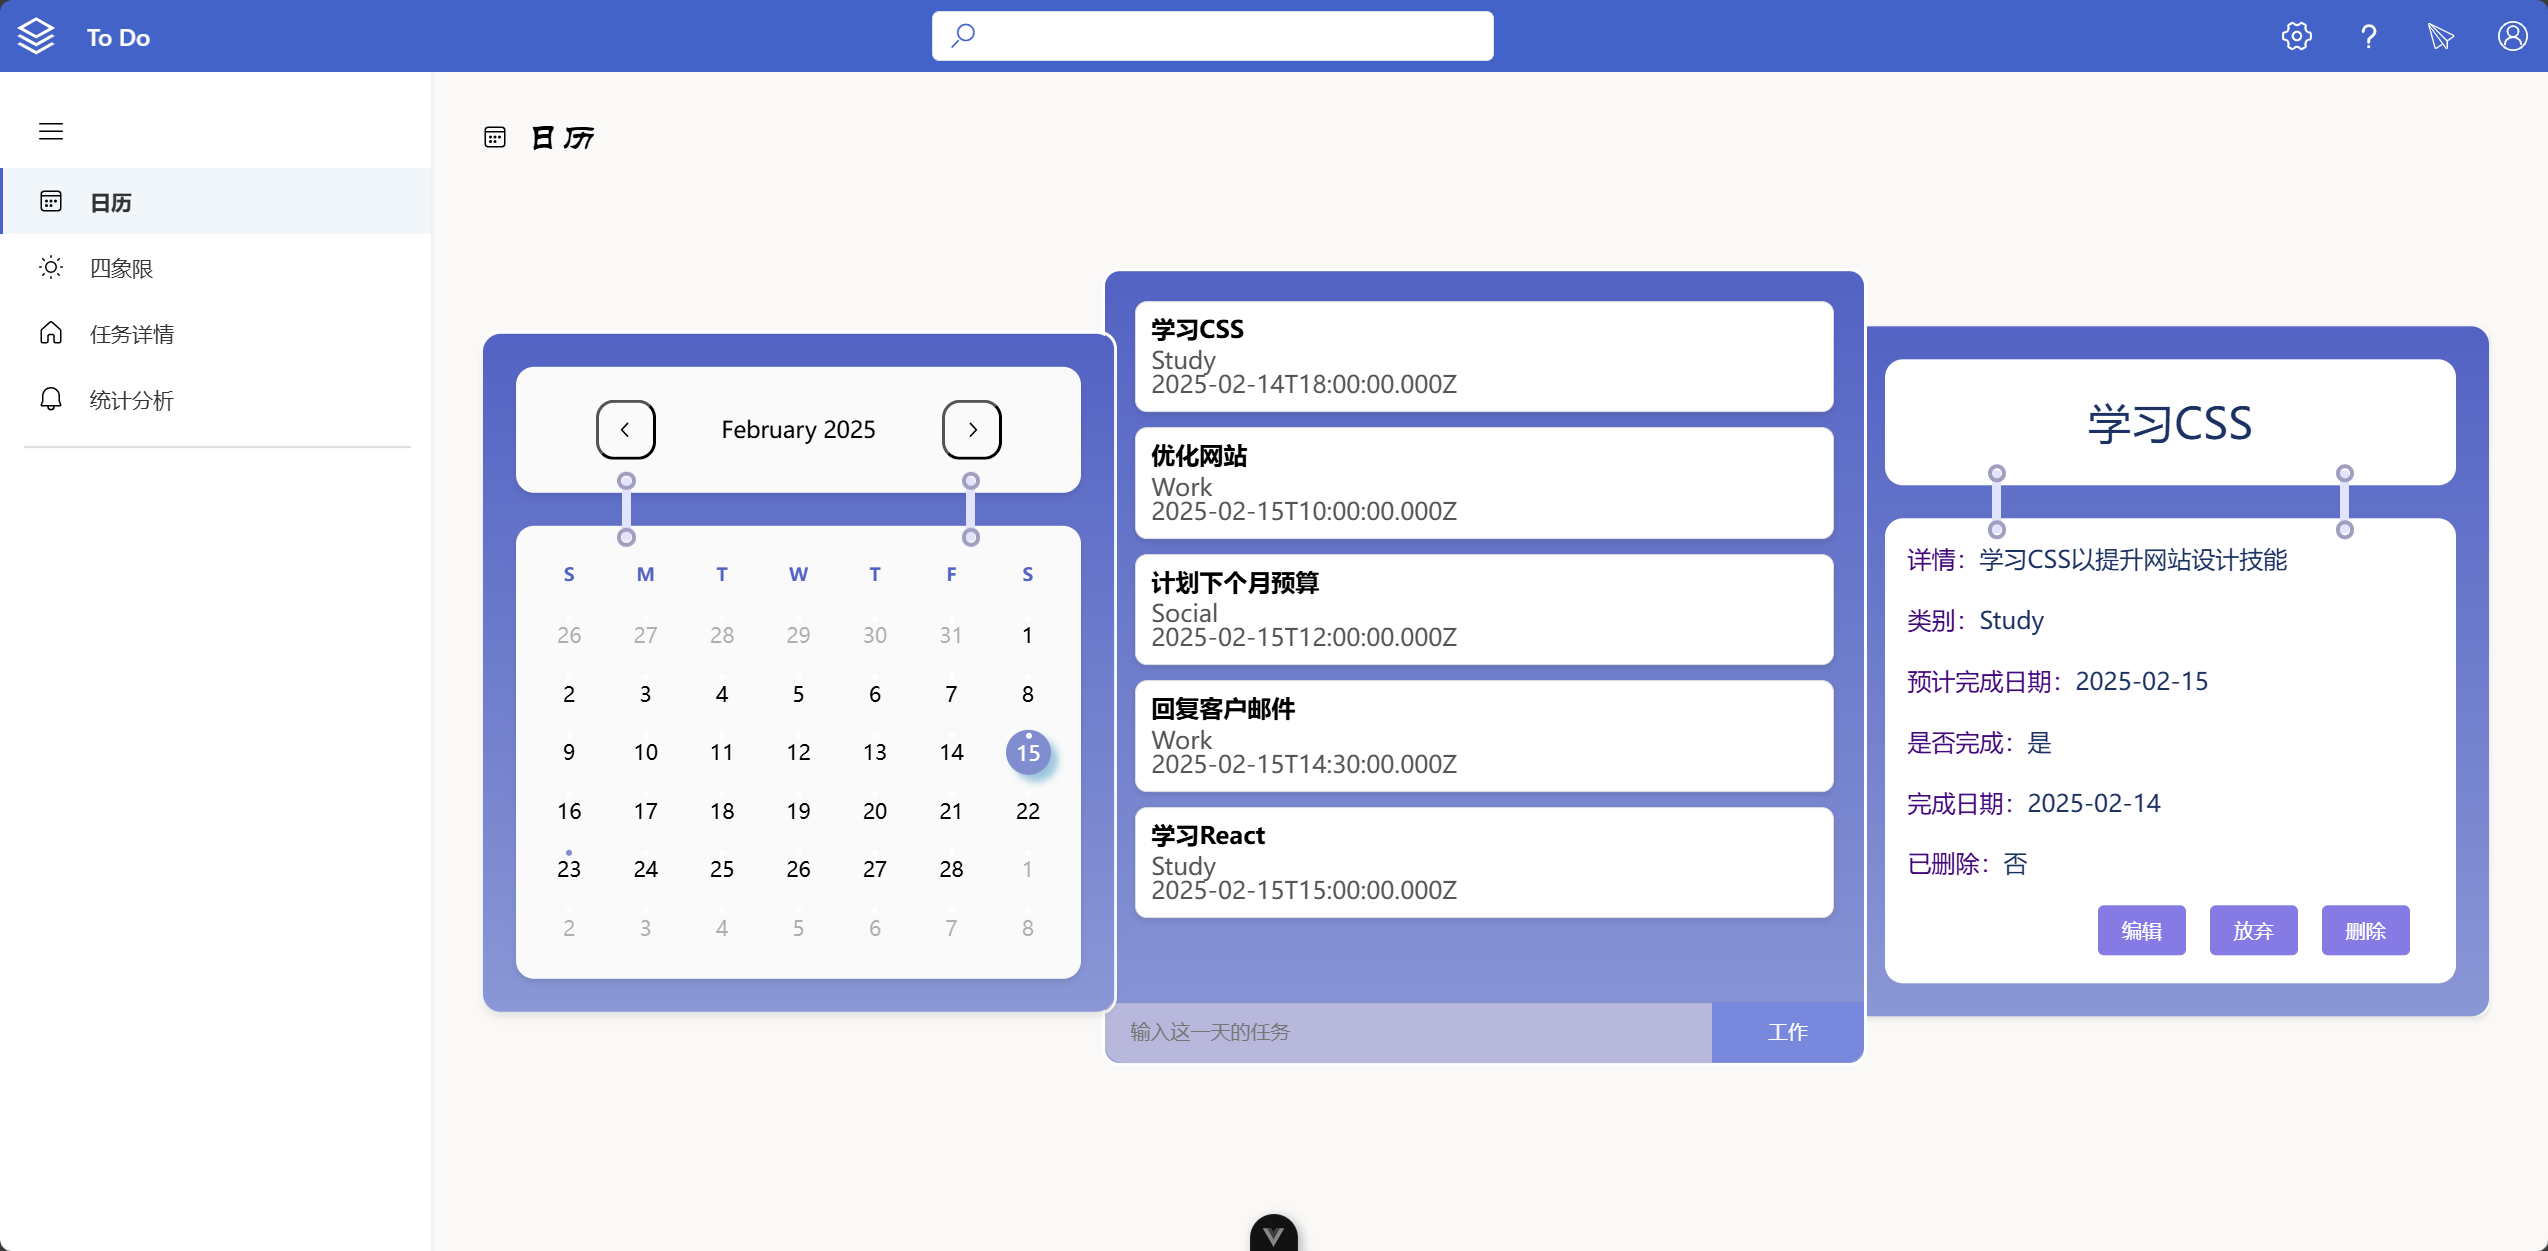 To Do
日历
四象限
任务详情
统计分析
日历
February 2025
S M T W T F S
26 27 28 29 30 31 1
2 3 4 5 6 7 8
9 10 11 12 13 14 15
16 17 18 19 20 21 22
23 24 25 26 27 28 1
2 3 4 5 6 7 8
学习CSS
Study
2025-02-14T18:00:00.000Z
优化网站
Work
2025-02-15T10:00:00.000Z
计划下个月预算
Social
2025-02-15T12:00:00.000Z
回复客户邮件
Work
2025-02-15T14:30:00.000Z
学习React
Study
2025-02-15T15:00:00.000Z
输入这一天的任务
工作
学习CSS
详情：学习CSS以提升网站设计技能
类别：Study
预计完成日期：2025-02-15
是否完成：是
完成日期：2025-02-14
已删除：否
编辑 放弃 删除